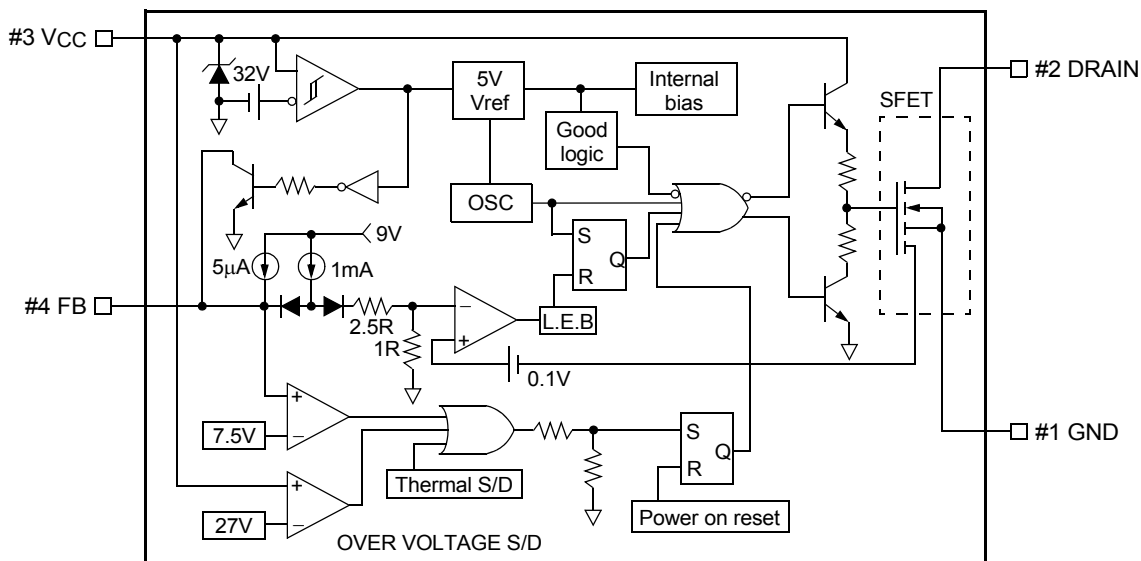 #3 VCC
32V
5V
Vref
Internal
bias
#2 DRAIN
SFET
Good
logic
OSC
9V
5μA
1mA
S
R
Q
#4 FB
2.5R
1R
−
+
L.E.B
0.1V
+
−
7.5V
Thermal S/D
S
R
Q
#1 GND
+
−
27V
Power on reset
OVER VOLTAGE S/D